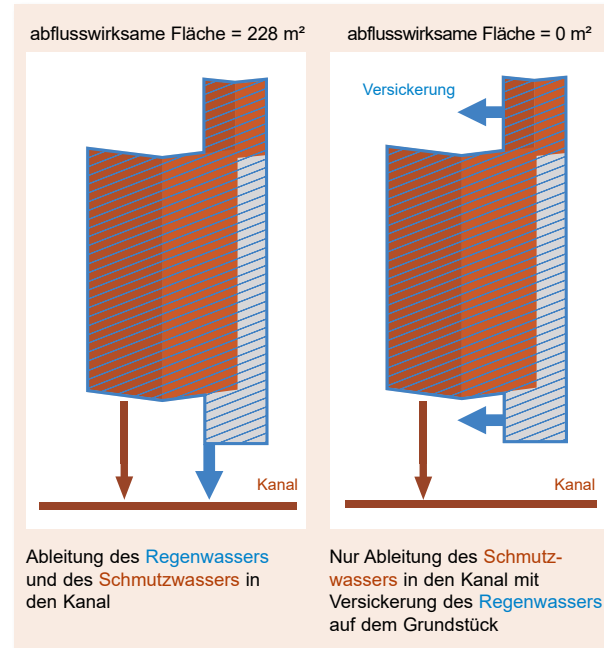 abflusswirksame Fläche = 228 m²
abflusswirksame Fläche = 0 m²
Versickerung
Kanal
Kanal
Ableitung des Regenwassers
und des Schmutzwassers in
den Kanal
Nur Ableitung des Schmutz-
wassers in den Kanal mit
Versickerung des Regenwassers
auf dem Grundstück